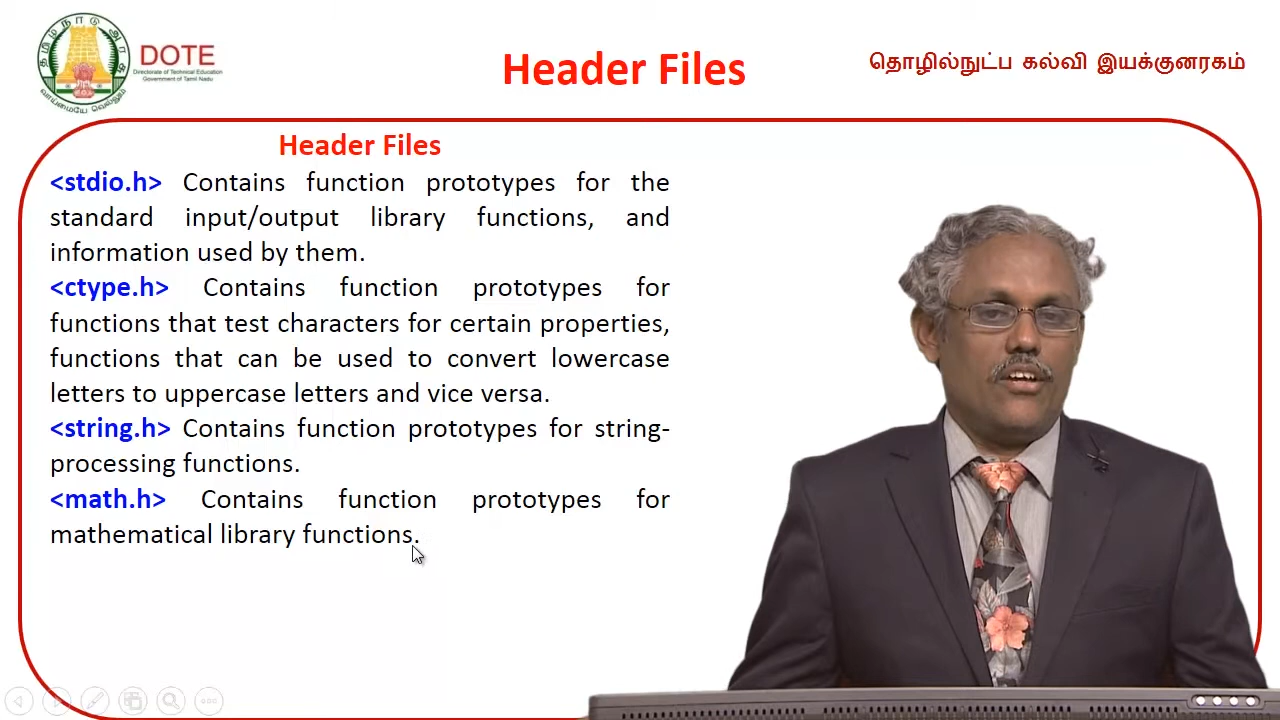 தமிழ்நாடு அரசு
வாய்மையே வெல்லும்
DOTE
Directorate of Technical Education
Government of Tamil Nadu
Header Files
தொழில்நுட்ப கல்வி இயக்குனரகம்
Header Files
<stdio.h> Contains function prototypes for the
standard input/output library functions, and
information used by them.
<ctype.h> Contains function prototypes for
functions that test characters for certain properties,
functions that can be used to convert lowercase
letters to uppercase letters and vice versa.
<string.h> Contains function prototypes for string-
processing functions.
<math.h> Contains function prototypes for
mathematical library functions.